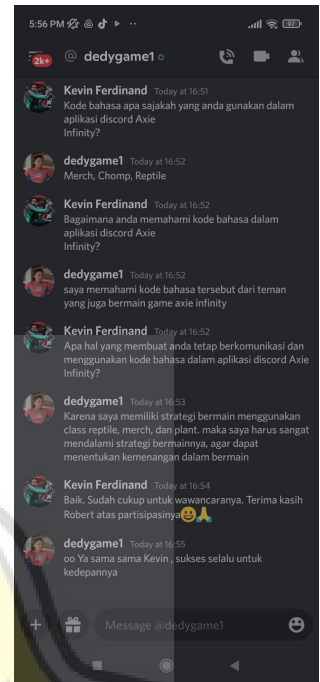 5:56 PM
97
2k+
@ dedygame1
Kevin Ferdinand Today at 16:51
Kode bahasa apa sajakah yang anda gunakan dalam
aplikasi discord Axie
Infinity?
dedygame1 Today at 16:52
Merch, Chomp, Reptile
Kevin Ferdinand Today at 16:52
Bagaimana anda memahami kode bahasa dalam
aplikasi discord Axie
Infinity?
dedygame1 Today at 16:52
saya memahami kode bahasa tersebut dari teman
yang juga bermain game axie infinity
Kevin Ferdinand Today at 16:52
Apa hal yang membuat anda tetap berkomunikasi dan
menggunakan kode bahasa dalam aplikasi discord Axie
Infinity?
dedygame1 Today at 16:53
Karena saya memiliki strategi bermain menggunakan
class reptile, merch, dan plant. maka saya harus sangat
mendalami strategi bermainnya, agar dapat
menentukan kemenangan dalam bermain
Kevin Ferdinand Today at 16:54
Baik. Sudah cukup untuk wawancaranya. Terima kasih
Robert atas partisipasinya😃🙏
dedygame1 Today at 16:55
oo Ya sama sama Kevin , sukses selalu untuk
kedepannya
Message @dedygame1